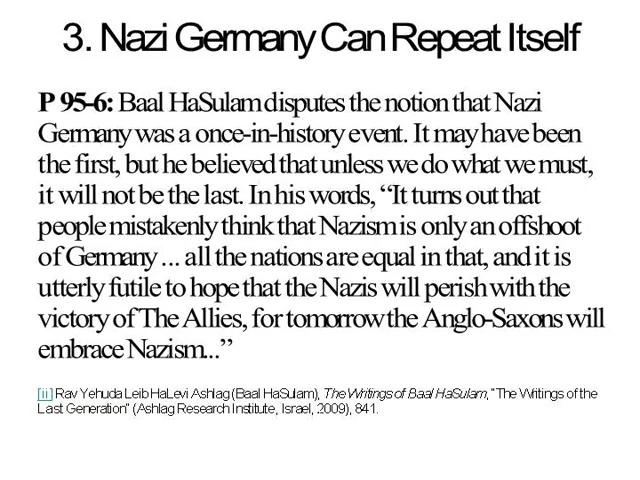 3. Nazi Germany Can Repeat Itself
P 95-6: Baal HaSulam disputes the notion that Nazi
Germany was a once-in-history event. It may have been
the first, but he believed that unless we do what we must,
it will not be the last. In his words, “It turns out that
people mistakenly think that Nazism is only an offshoot
of Germany ... all the nations are equal in that, and it is
utterly futile to hope that the Nazis will perish with the
victory of The Allies, for tomorrow the Anglo-Saxons will
embrace Nazism...”
[ii] Rav Yehuda Leib HaLevi Ashlag (Baal HaSulam), The Writings of Baal HaSulam, “The Writings of the
Last Generation” (Ashlag Research Institute, Israel, 2009), 841.